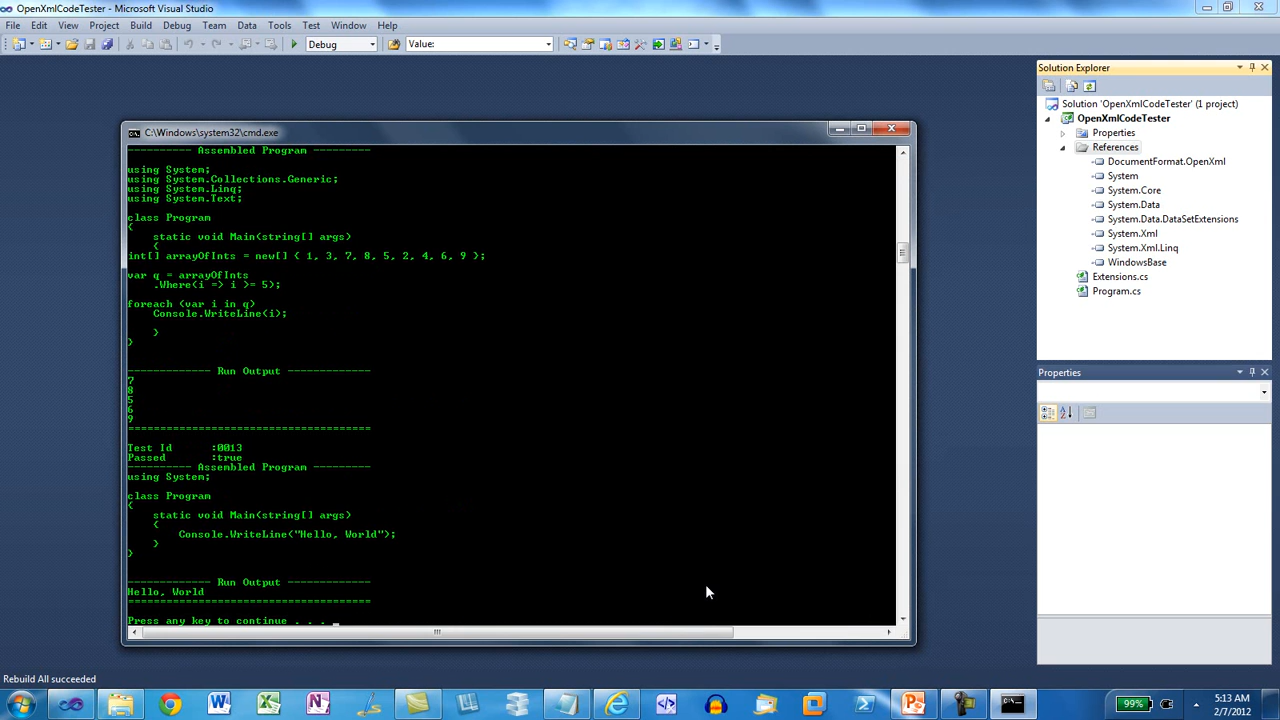 OpenXmlCodeTester - Microsoft Visual Studio
File Edit View Project Build Debug Team Data Tools Test Window Help
Debug Value:
Solution Explorer
Solution 'OpenXmlCodeTester' (1 project)
OpenXmlCodeTester
Properties
References
DocumentFormat.OpenXml
System
System.Core
System.Data
System.Data.DataSetExtensions
System.Xml
System.Xml.Linq
WindowsBase
Extensions.cs
Program.cs
Properties
C:\Windows\system32\cmd.exe
---------- Assembled Program ---------
using System;
using System.Collections.Generic;
using System.Linq;
using System.Text;
class Program
{
static void Main(string[] args)
{
int[] arrayOfInts = new[] { 1, 3, 7, 8, 5, 2, 4, 6, 9 };
var q = arrayOfInts
.Where(i => i >= 5);
foreach (var i in q)
Console.WriteLine(i);
}
}
------------- Run Output -------------
7
8
5
6
9
======================================
Test Id :0013
Passed :true
---------- Assembled Program ---------
using System;
class Program
{
static void Main(string[] args)
{
Console.WriteLine("Hello, World");
}
}
------------- Run Output -------------
Hello, World
======================================
Press any key to continue . . . _
Rebuild All succeeded
99%
5:13 AM
2/7/2012